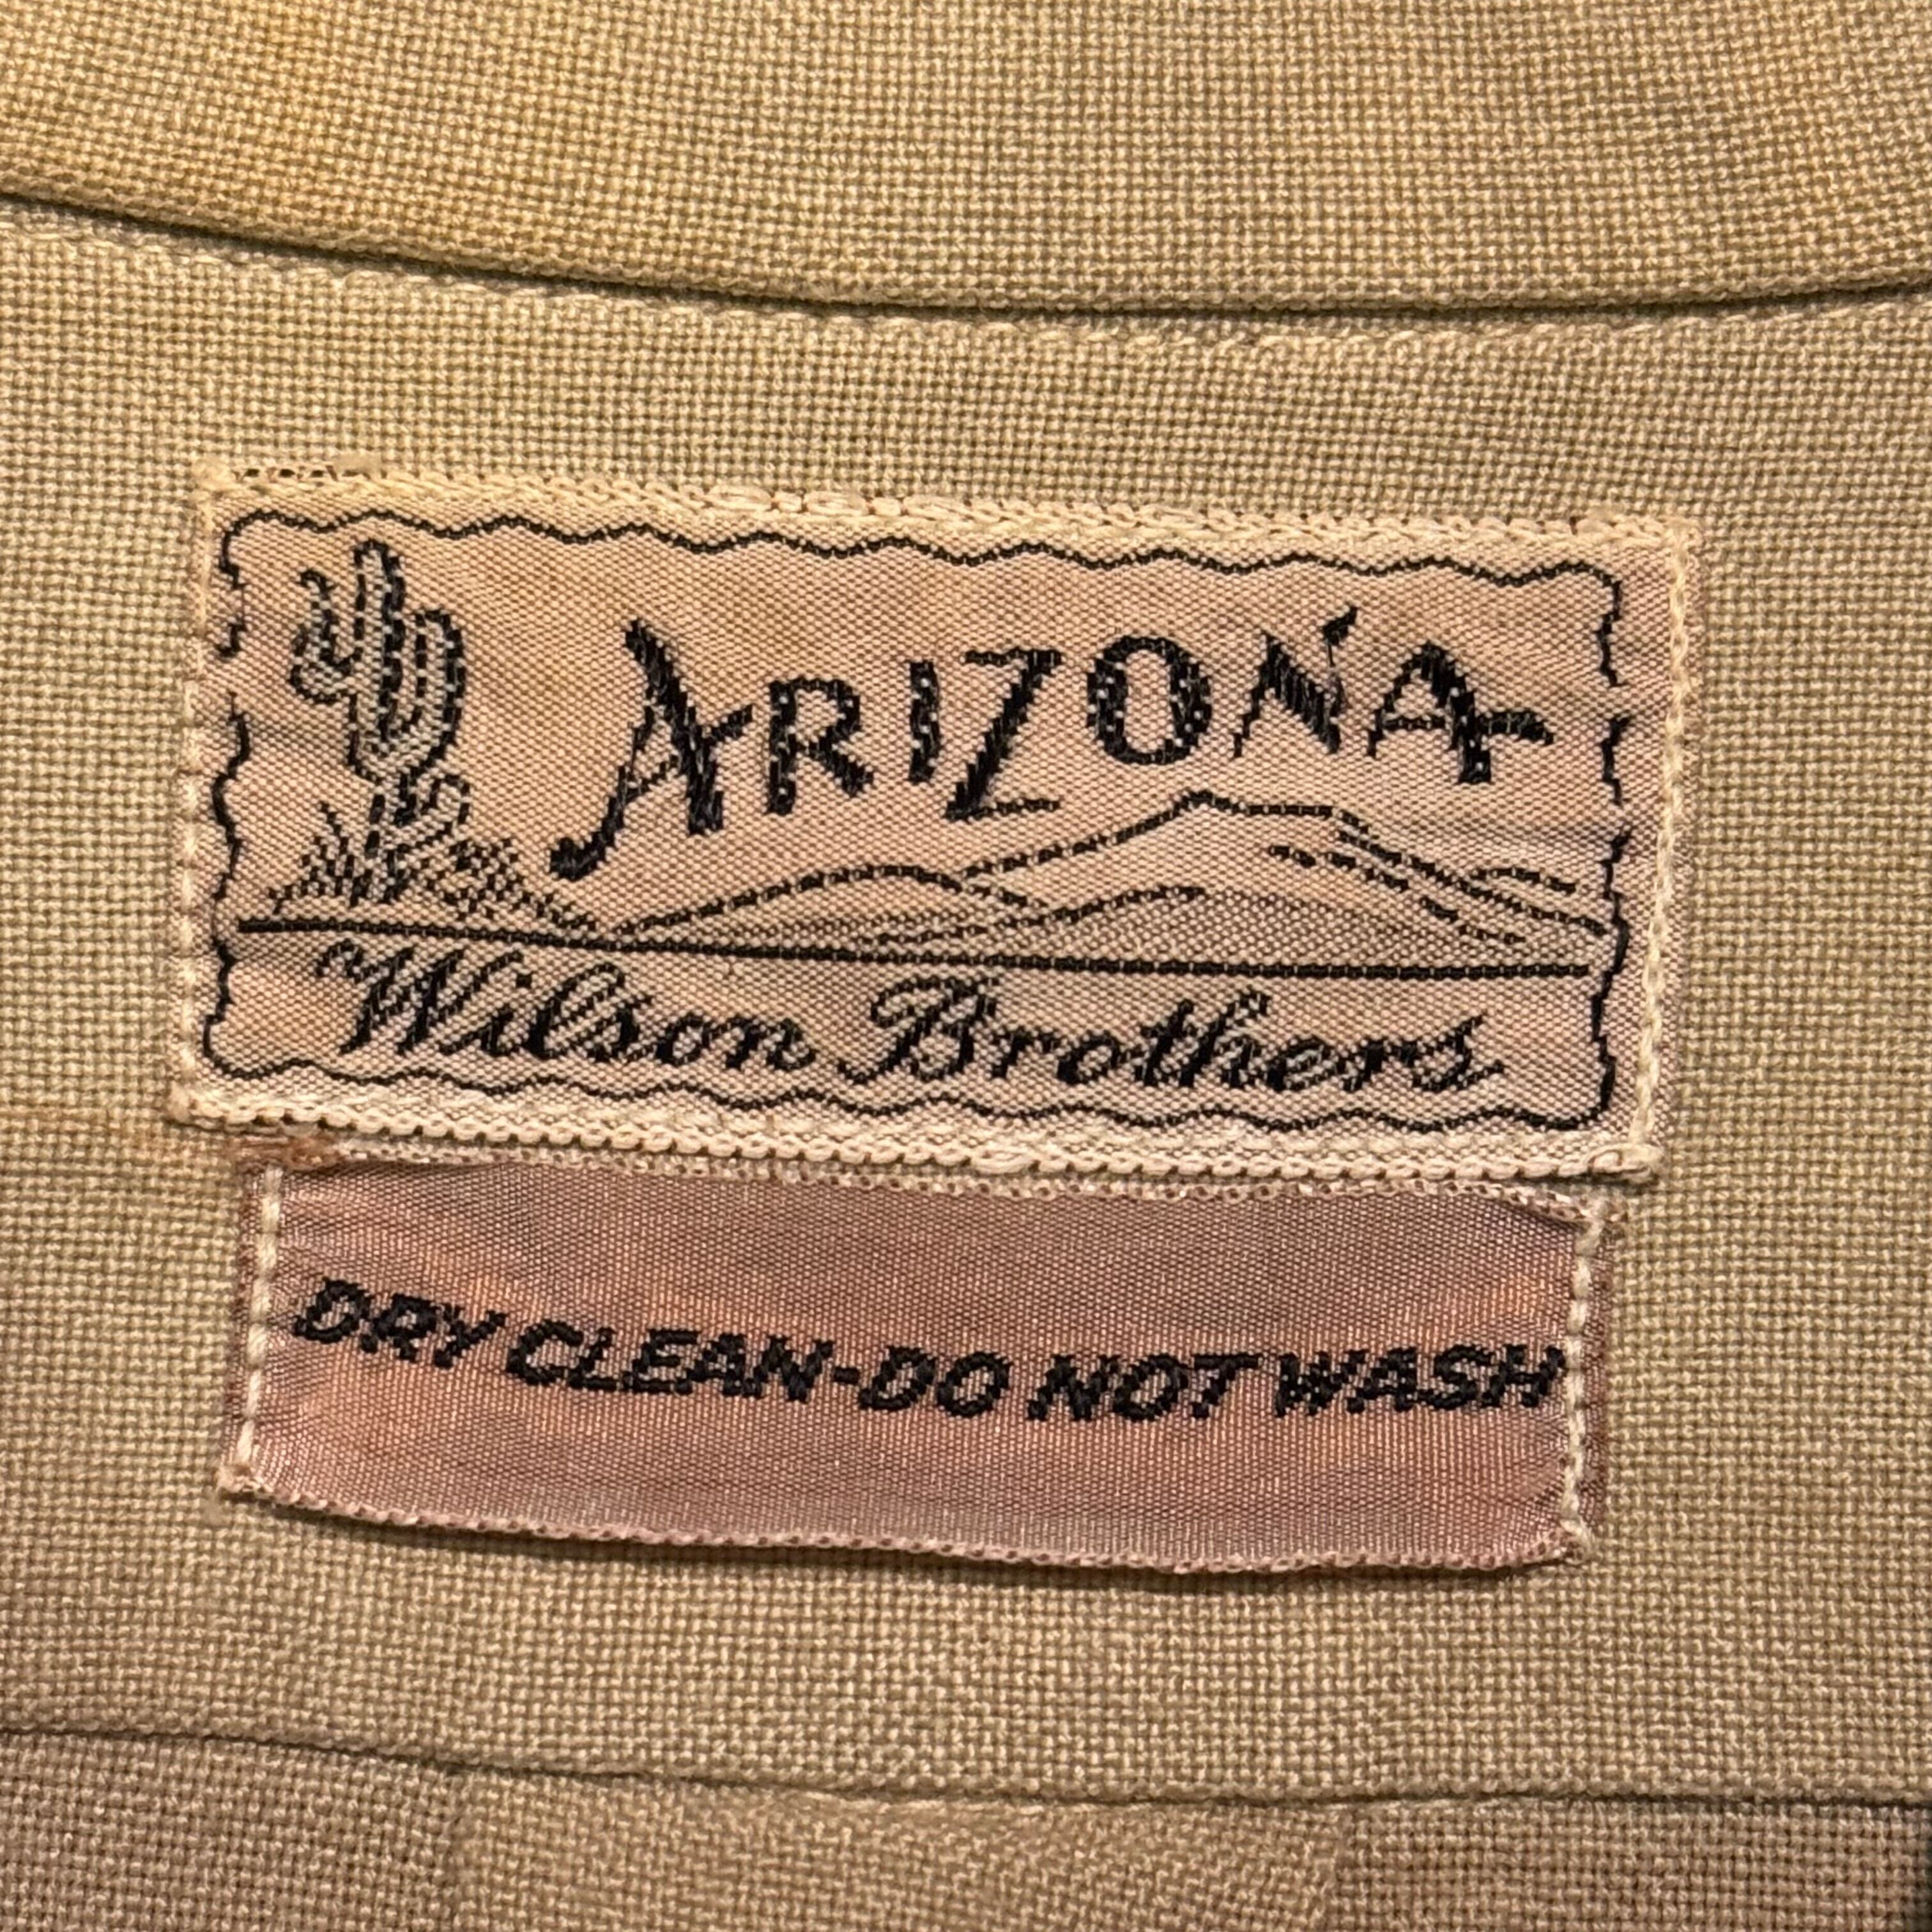 ARIZONA
Wilson Brothers
DRY CLEAN-DO NOT WASH